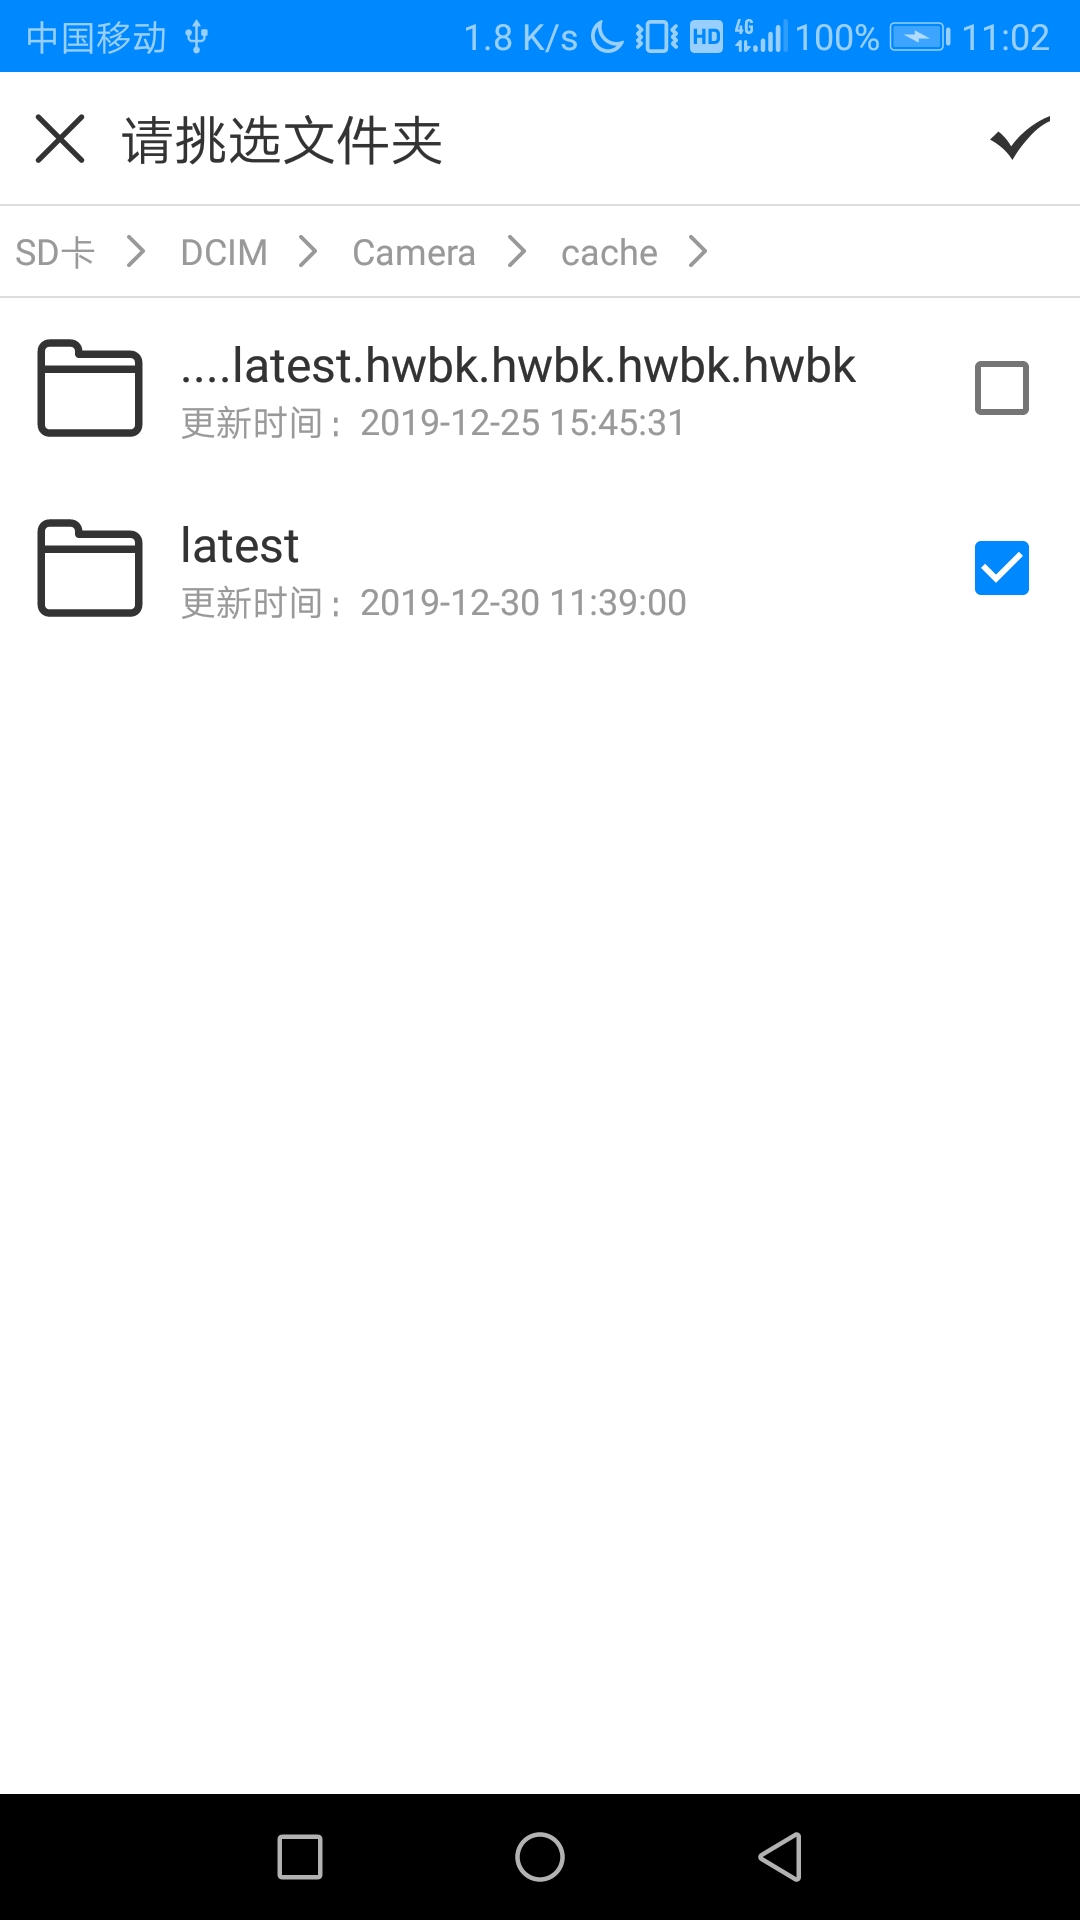 中国移动 1.8 K/s HD 4G 100% 11:02
请挑选文件夹
SD卡 DCIM Camera cache
....latest.hwbk.hwbk.hwbk.hwbk
更新时间：2019-12-25 15:45:31
latest
更新时间：2019-12-30 11:39:00